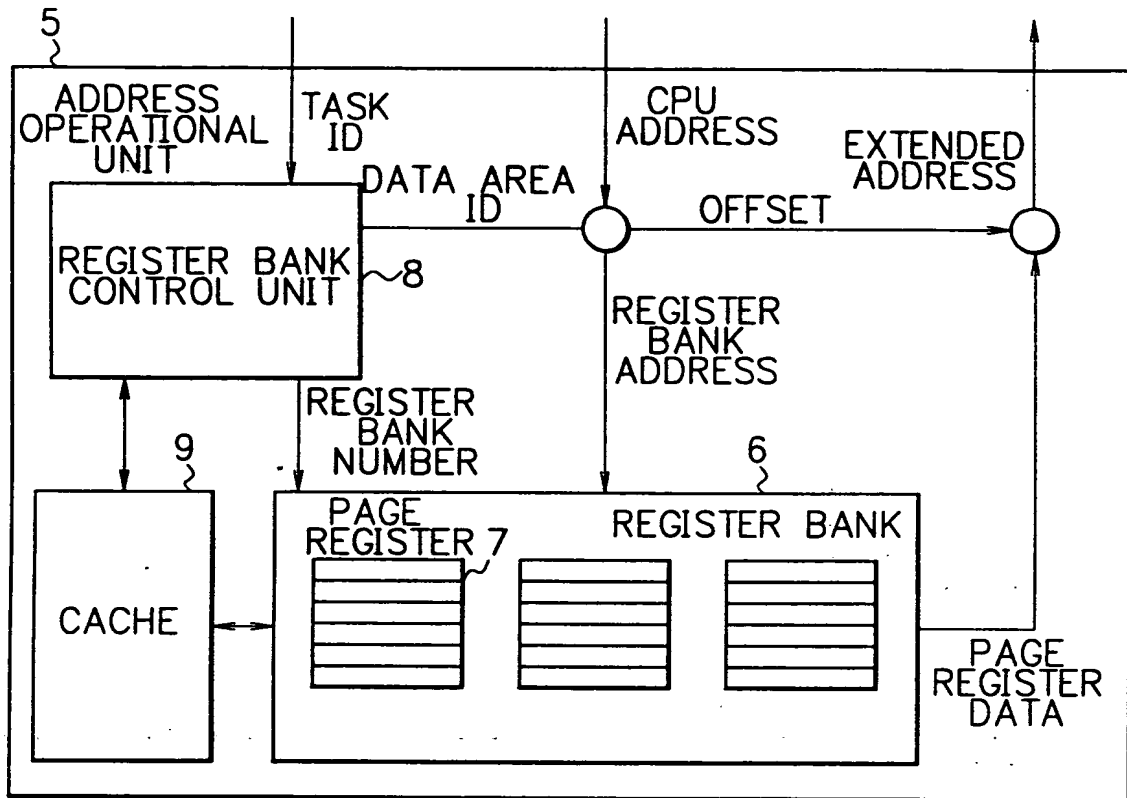 5
ADDRESS
OPERATIONAL
UNIT
TASK
ID
CPU
ADDRESS
EXTENDED
ADDRESS
DATA AREA
ID
OFFSET
REGISTER BANK
CONTROL UNIT
8
REGISTER
BANK
ADDRESS
REGISTER
BANK
NUMBER
9
6
PAGE
REGISTER
7
REGISTER BANK
CACHE
PAGE
REGISTER
DATA